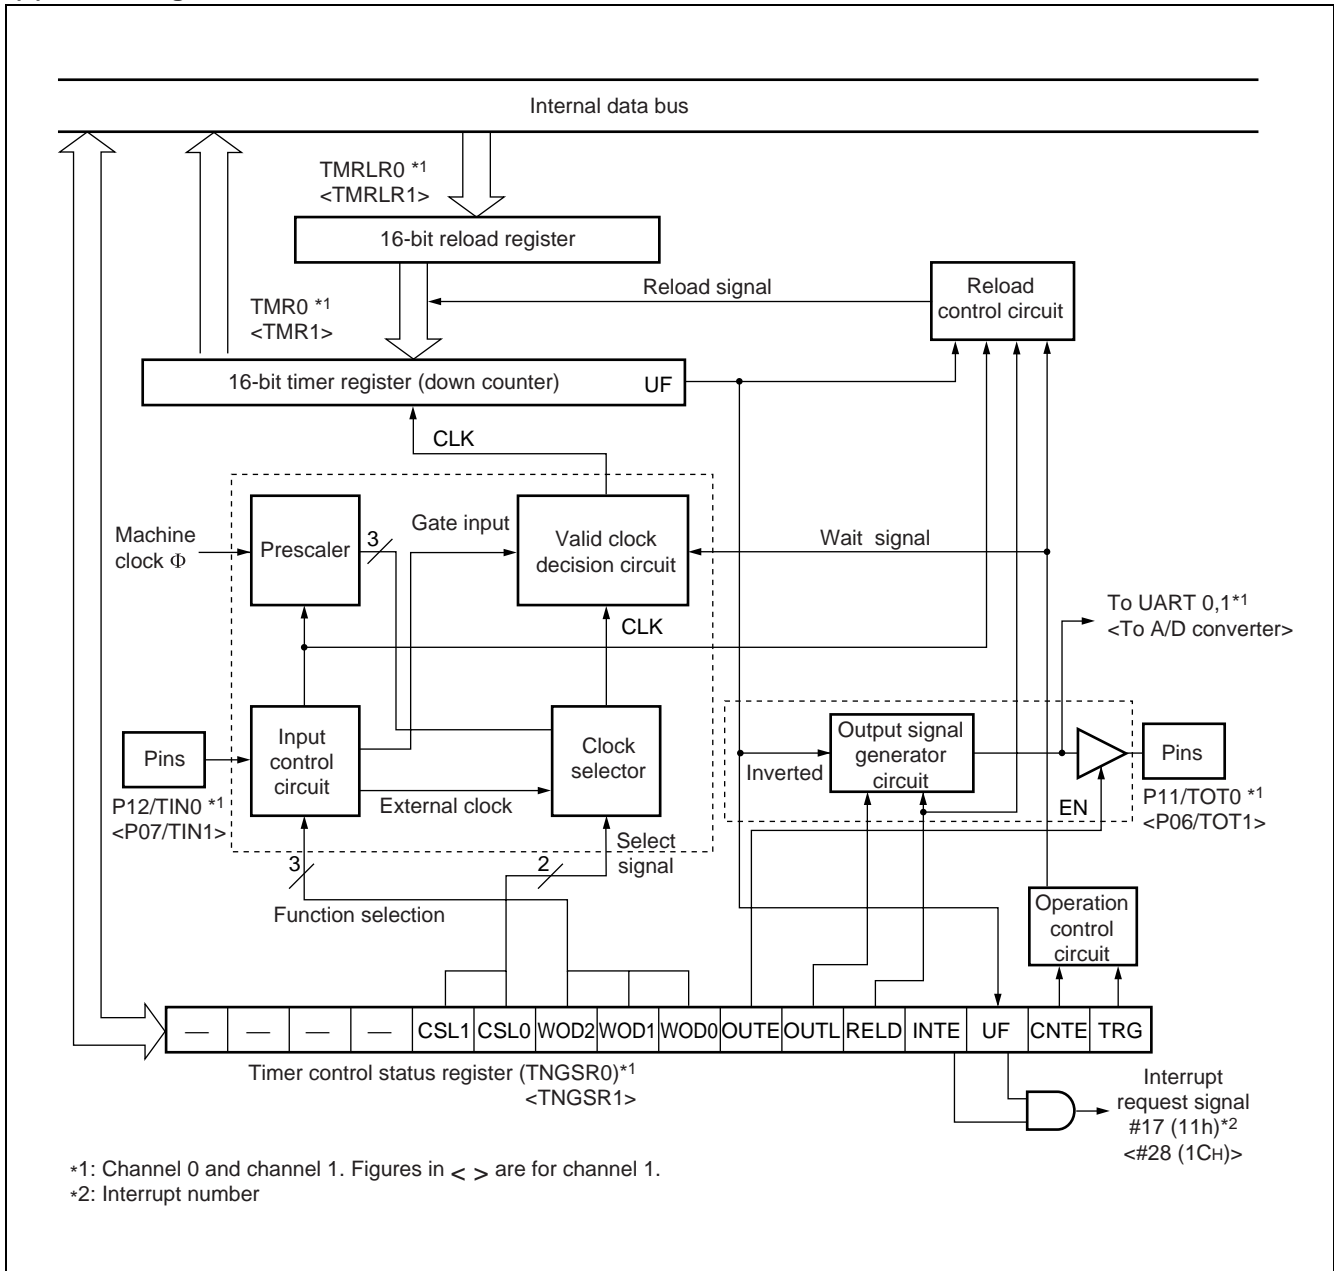 Internal data bus
TMRLR0 *1
<TMRLR1>
16-bit reload register
Reload signal
Reload
control circuit
TMR0 *1
<TMR1>
16-bit timer register (down counter)
UF
CLK
Machine
clock Φ
Prescaler
3
Gate input
Valid clock
decision circuit
Wait signal
CLK
To UART 0,1*1
<To A/D converter>
Pins
P12/TIN0 *1
<P07/TIN1>
Input
control
circuit
External clock
Clock
selector
Inverted
Output signal
generator
circuit
EN
Pins
P11/TOT0 *1
<P06/TOT1>
3
Function selection
2
Select
signal
Operation
control
circuit
— — — — CSL1 CSL0 WOD2 WOD1 WOD0 OUTE OUTL RELD INTE UF CNTE TRG
Timer control status register (TNGSR0)*1
<TNGSR1>
Interrupt
request signal
#17 (11h)*2
<#28 (1CH)>
*1: Channel 0 and channel 1. Figures in < > are for channel 1.
*2: Interrupt number